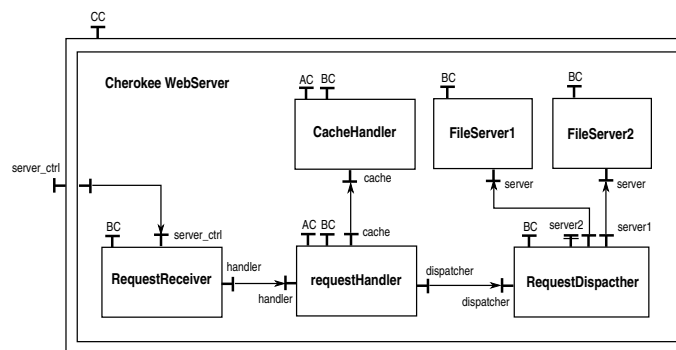 CC
Cherokee WebServer
AC BC
CacheHandler
cache
BC
FileServer1
server
BC
FileServer2
server
server_ctrl
BC
server_ctrl
RequestReceiver
handler
handler
AC BC
cache
requestHandler
dispatcher
dispatcher
BC
server2
server1
RequestDispacther